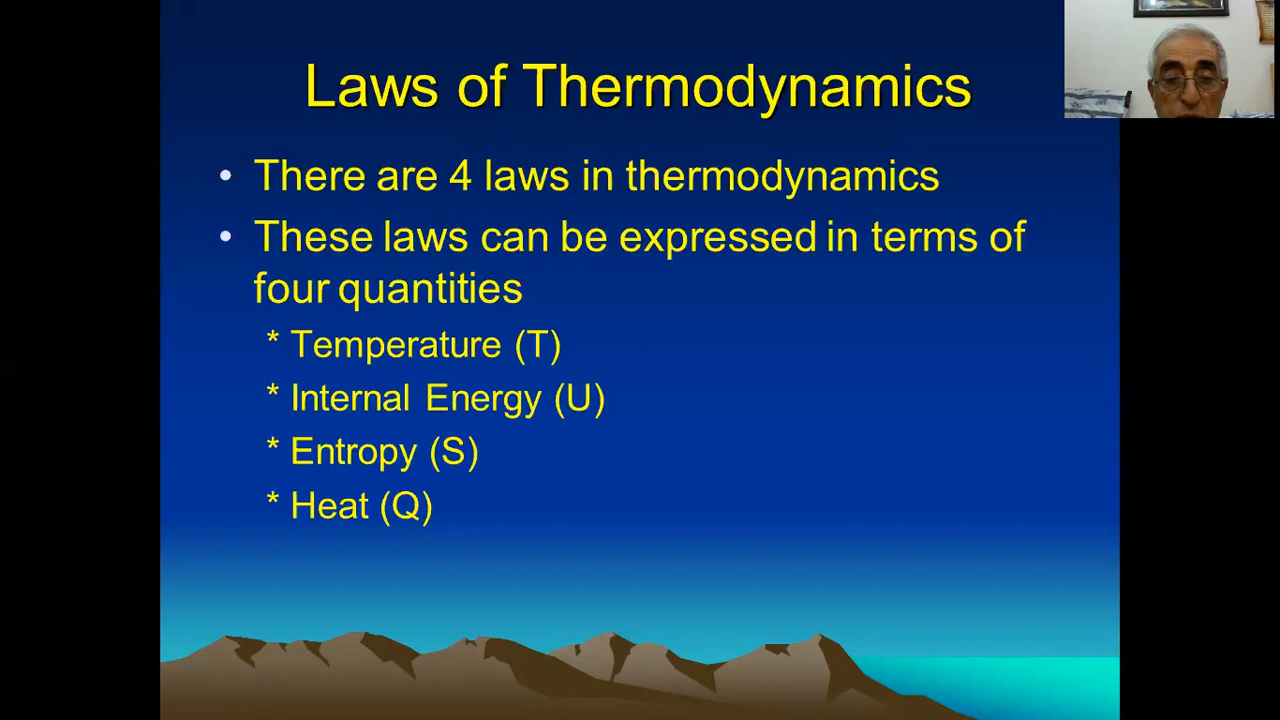 Laws of Thermodynamics
• There are 4 laws in thermodynamics
• These laws can be expressed in terms of
four quantities
* Temperature (T)
* Internal Energy (U)
* Entropy (S)
* Heat (Q)